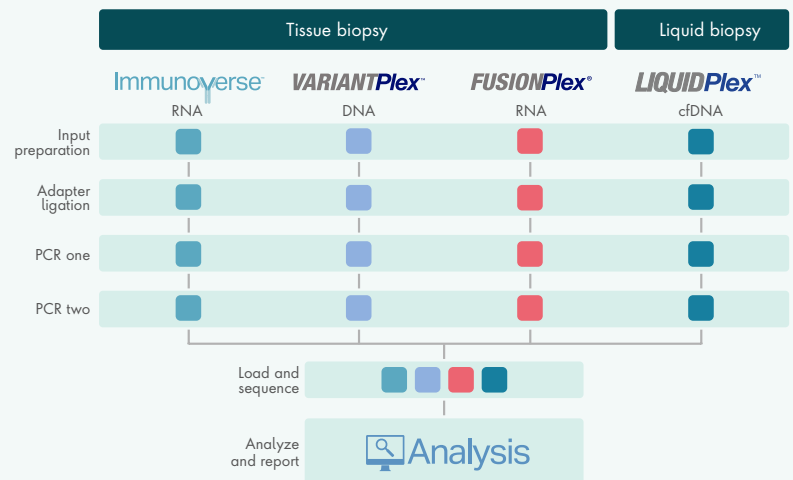 Tissue biopsy
Liquid biopsy
Immunoverse™
VARIANTPlex™
FUSIONPlex®
LIQUIDPlex™
RNA
DNA
RNA
cfDNA
Input
preparation
Adapter
ligation
PCR one
PCR two
Load and
sequence
Analyze
and report
Analysis